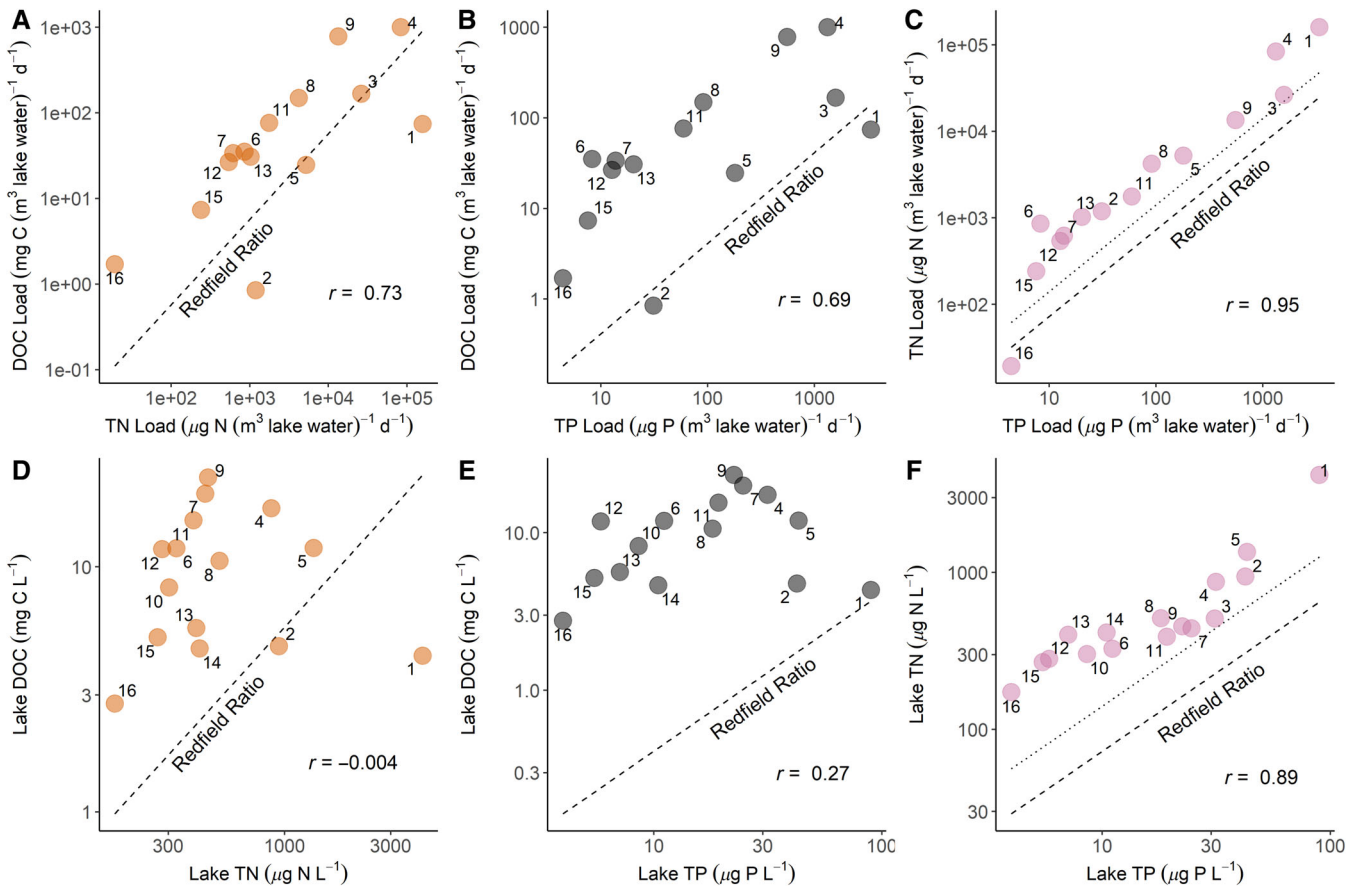 A
DOC Load (mg C (m³ lake water)⁻¹ d⁻¹)
1e+03
1e+02
1e+01
1e+00
1e-01
9
4
8
3
11
1
7
6
12
13
5
15
16
2
Redfield Ratio
r = 0.73
1e+02
1e+03
1e+04
1e+05
TN Load (μg N (m³ lake water)⁻¹ d⁻¹)
B
DOC Load (mg C (m³ lake water)⁻¹ d⁻¹)
1000
100
10
1
4
9
8
3
11
1
6
7
12
13
5
15
16
2
Redfield Ratio
r = 0.69
10
100
1000
TP Load (μg P (m³ lake water)⁻¹ d⁻¹)
C
TN Load (μg N (m³ lake water)⁻¹ d⁻¹)
1e+05
1e+04
1e+03
1e+02
4
1
9
3
8
5
11
2
13
6
7
12
15
16
Redfield Ratio
r = 0.95
10
100
1000
TP Load (μg P (m³ lake water)⁻¹ d⁻¹)
D
Lake DOC (mg C L⁻¹)
10
3
1
9
7
4
11
12
6
5
8
10
13
15
14
2
1
16
Redfield Ratio
r = −0.004
300
1000
3000
Lake TN (μg N L⁻¹)
E
Lake DOC (mg C L⁻¹)
10.0
3.0
1.0
0.3
9
7
4
12
6
11
5
10
8
13
15
14
2
1
16
Redfield Ratio
r = 0.27
10
30
100
Lake TP (μg P L⁻¹)
F
Lake TN (μg N L⁻¹)
3000
1000
300
100
30
1
5
2
4
3
8
9
13
14
7
11
12
6
15
10
16
Redfield Ratio
r = 0.89
10
30
100
Lake TP (μg P L⁻¹)